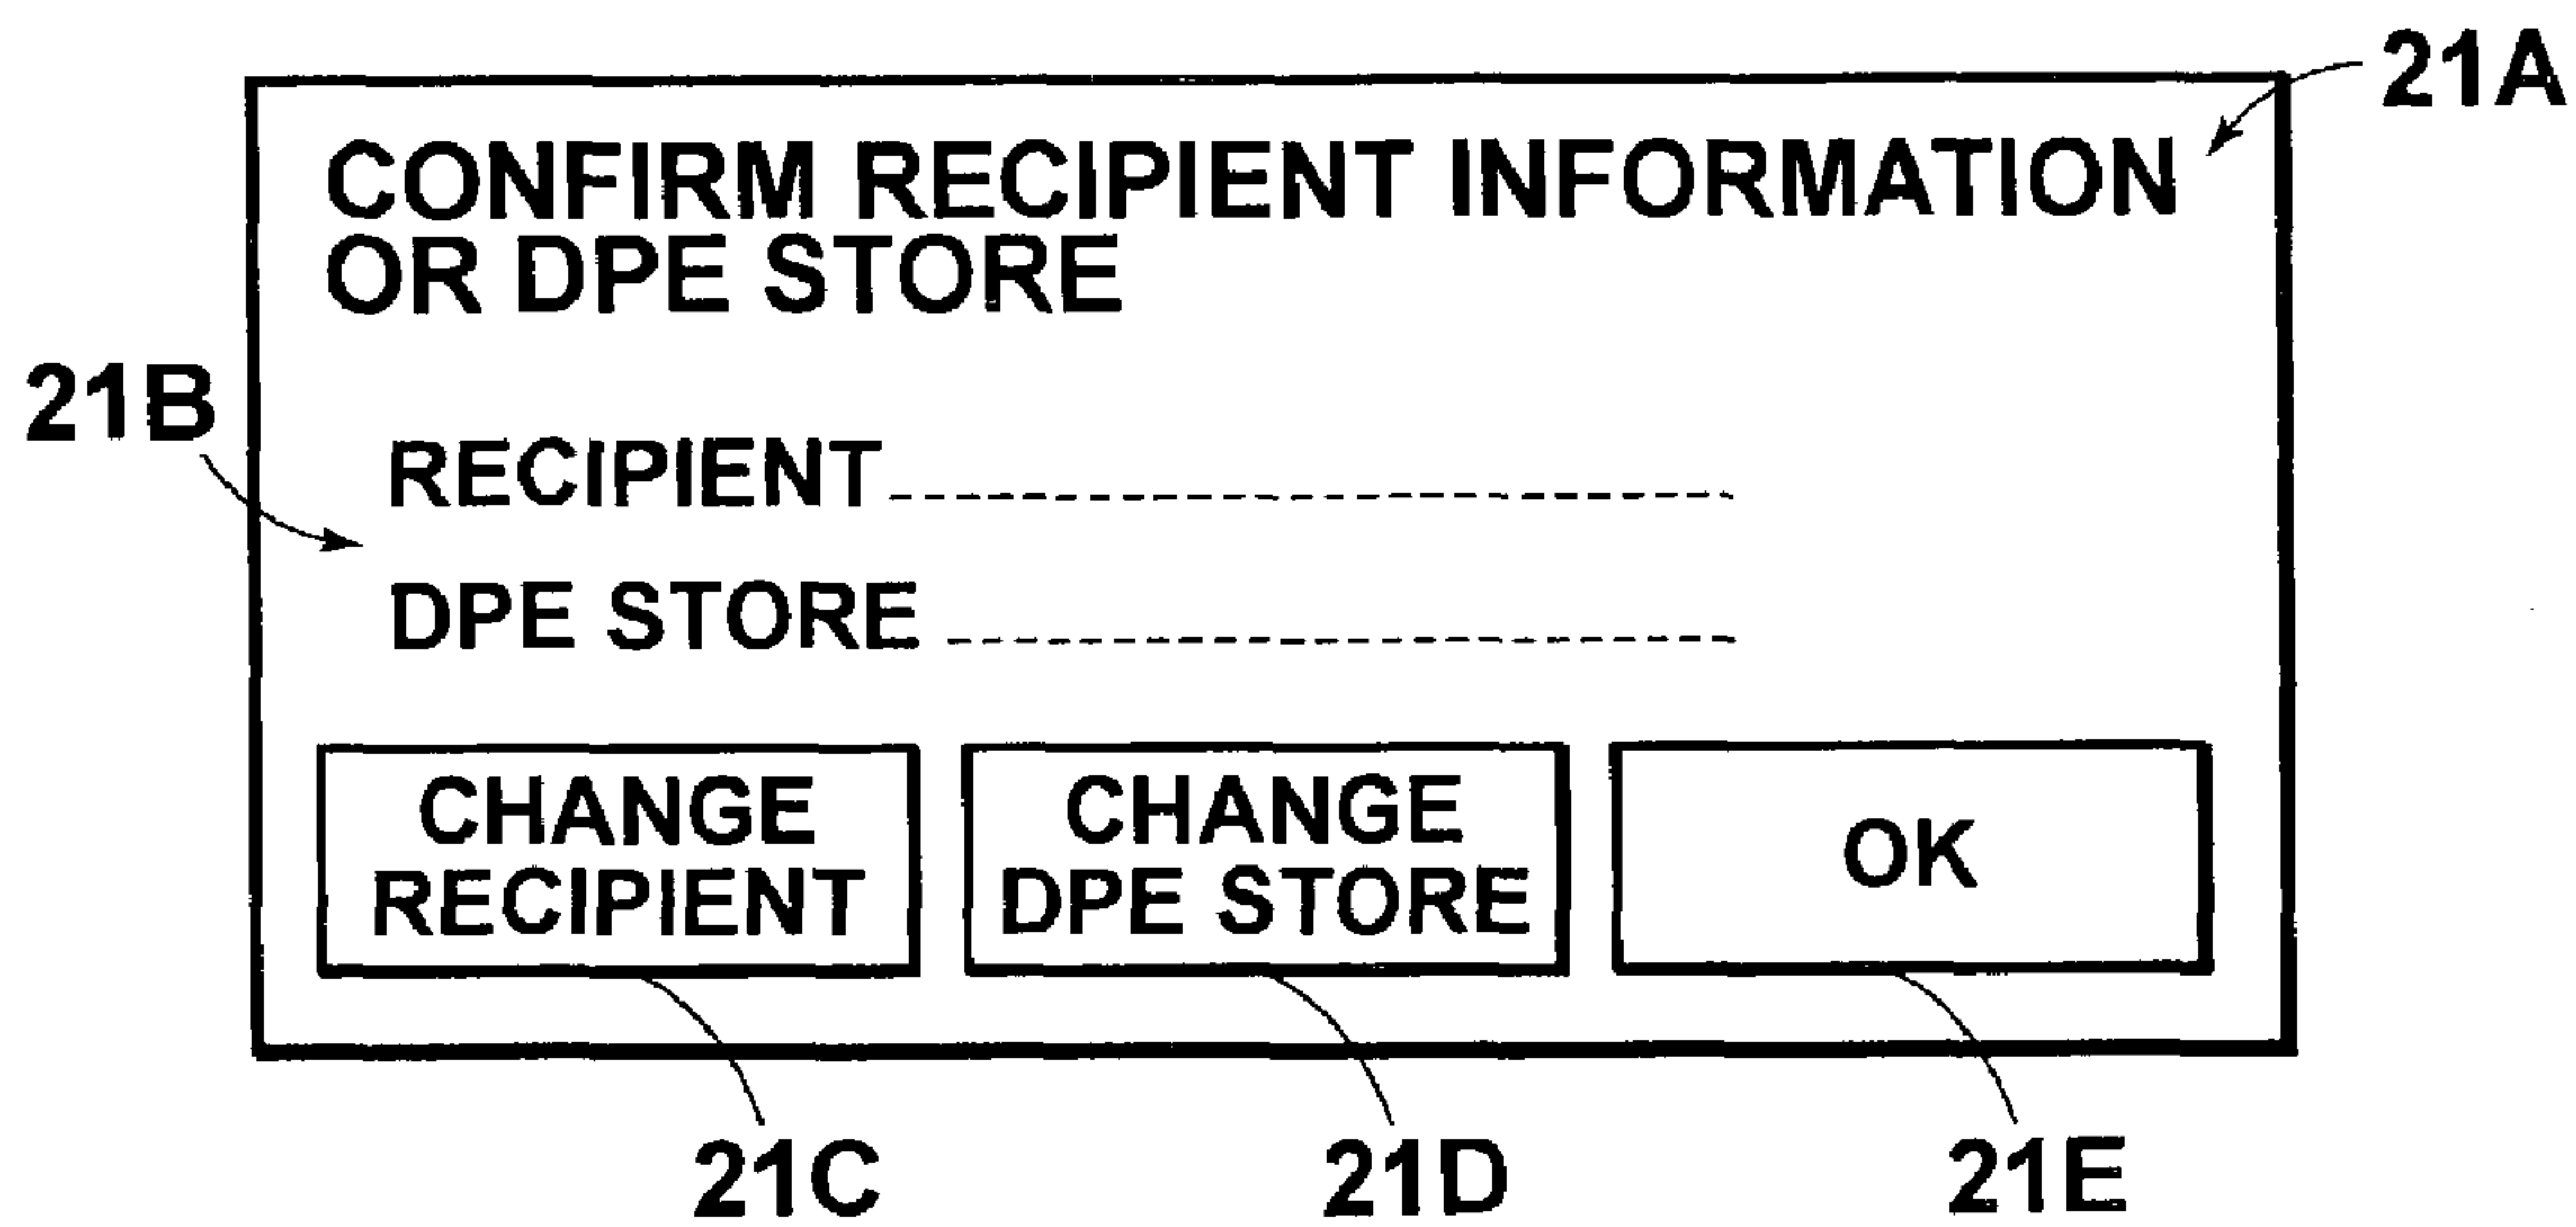 21A
CONFIRM RECIPIENT INFORMATION
OR DPE STORE
21B
RECIPIENT
DPE STORE
CHANGE
RECIPIENT
CHANGE
DPE STORE
OK
21C
21D
21E